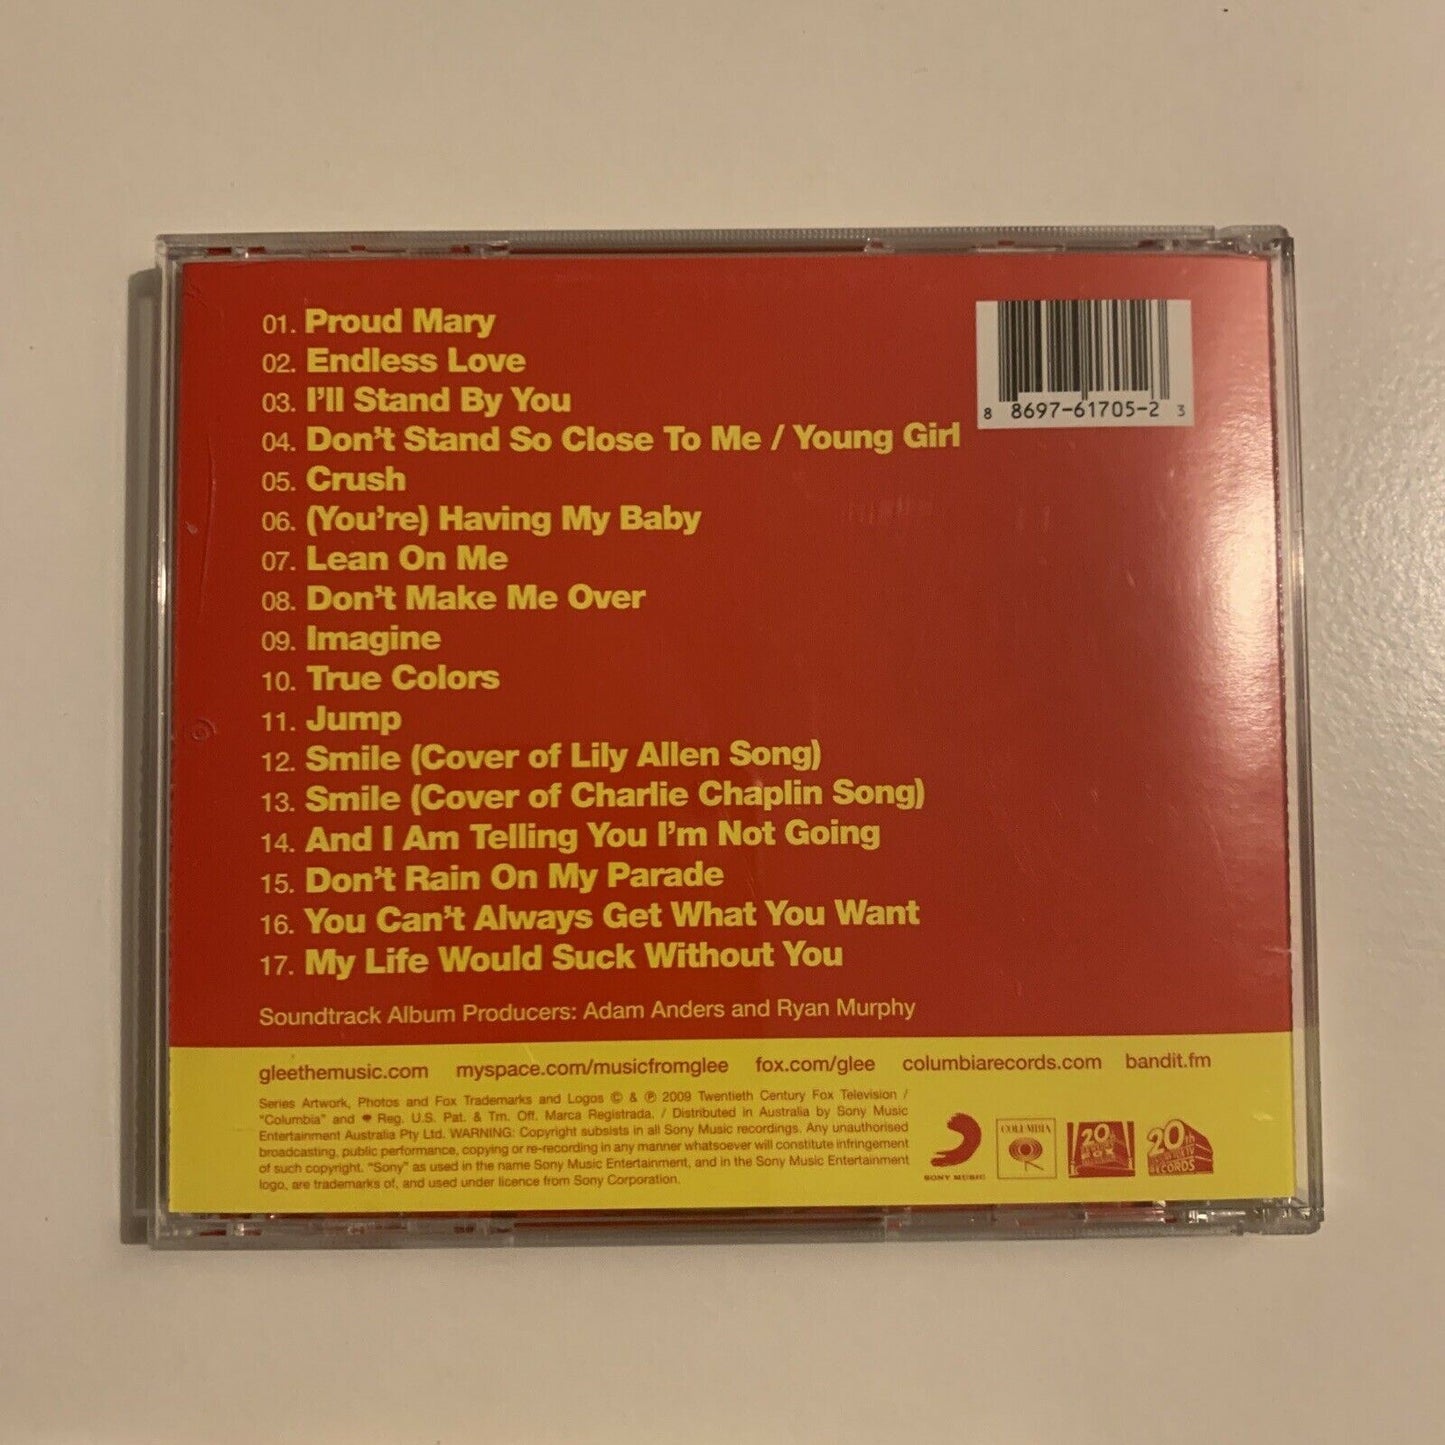 01. Proud Mary
02. Endless Love
03. I'll Stand By You
04. Don't Stand So Close To Me / Young Girl
05. Crush
06. (You're) Having My Baby
07. Lean On Me
08. Don't Make Me Over
09. Imagine
10. True Colors
11. Jump
12. Smile (Cover of Lily Allen Song)
13. Smile (Cover of Charlie Chaplin Song)
14. And I Am Telling You I'm Not Going
15. Don't Rain On My Parade
16. You Can't Always Get What You Want
17. My Life Would Suck Without You
Soundtrack Album Producers: Adam Anders and Ryan Murphy
8 8697-61705-2 3
gleethemusic.com myspace.com/musicfromglee fox.com/glee columbiarecords.com bandit.fm
Series Artwork, Photos and Fox Trademarks and Logos © & ℗ 2009 Twentieth Century Fox Television /
"Columbia" and Reg. U.S. Pat. & Tm. Off. Marca Registrada. / Distributed in Australia by Sony Music
Entertainment Australia Pty Ltd. WARNING: Copyright subsists in all Sony Music recordings. Any unauthorised
broadcasting, public performance, copying or re-recording in any manner whatsoever will constitute infringement
of such copyright. "Sony" as used in the name Sony Music Entertainment, and in the Sony Music Entertainment
logo, are trademarks of, and used under licence from Sony Corporation.
SONY MUSIC
COLUMBIA
20
FOX
20th
RECORDS